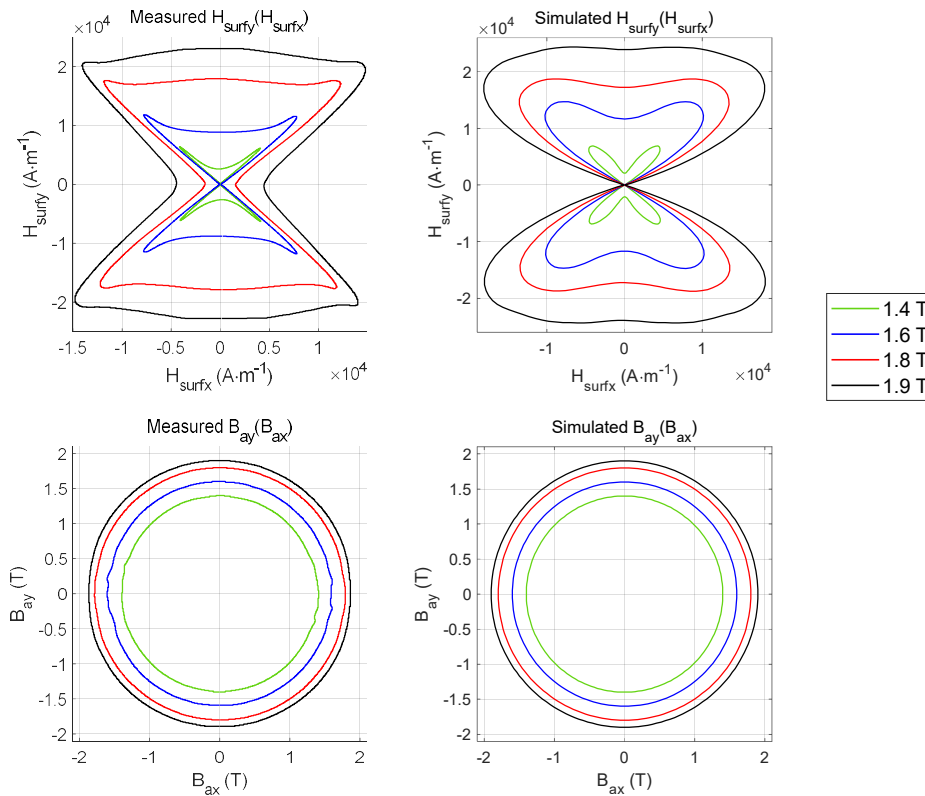 Measured H_surfy(H_surfx)
×10^4
2
1
0
-1
-2
H_surfy (A·m^-1)
-1.5 -1 -0.5 0 0.5 1 1.5
H_surfx (A·m^-1)
×10^4
Simulated H_surfy(H_surfx)
×10^4
2
1
0
-1
-2
H_surfy (A·m^-1)
-1 0 1
H_surfx (A·m^-1)
×10^4
1.4 T
1.6 T
1.8 T
1.9 T
Measured B_ay(B_ax)
2
1.5
1
0.5
0
-0.5
-1
-1.5
-2
B_ay (T)
-2 -1 0 1 2
B_ax (T)
Simulated B_ay(B_ax)
2
1.5
1
0.5
0
-0.5
-1
-1.5
-2
B_ay (T)
-2 -1 0 1 2
B_ax (T)